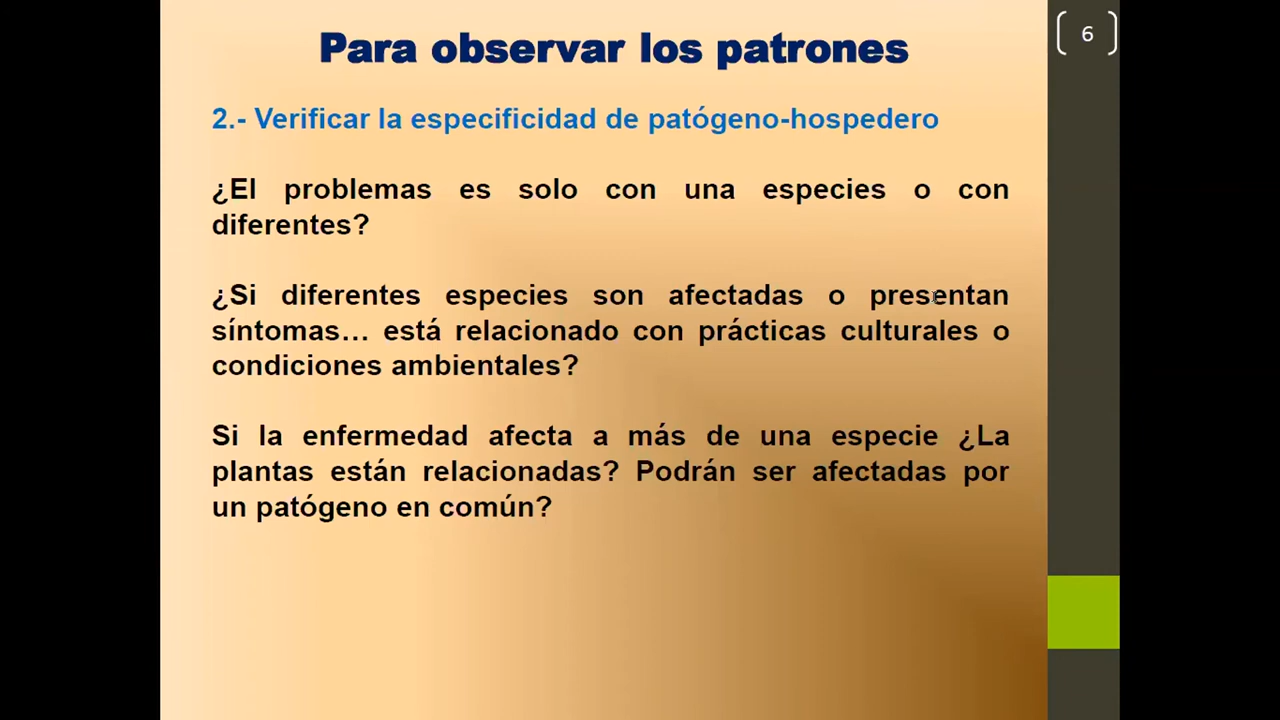 Para observar los patrones
6
2.- Verificar la especificidad de patógeno-hospedero
¿El problemas es solo con una especies o con
diferentes?
¿Si diferentes especies son afectadas o presentan
síntomas… está relacionado con prácticas culturales o
condiciones ambientales?
Si la enfermedad afecta a más de una especie ¿La
plantas están relacionadas? Podrán ser afectadas por
un patógeno en común?